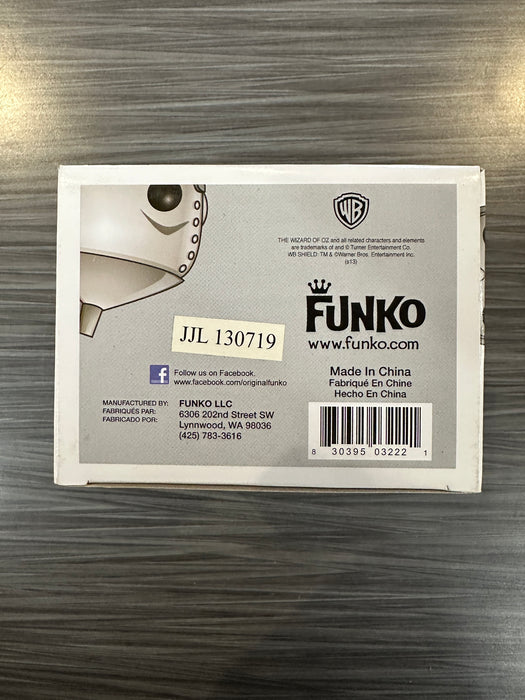 WB
THE WIZARD OF OZ and all related characters and elements
are trademarks of and © Turner Entertainment Co.
WB SHIELD: TM & ©Warner Bros. Entertainment Inc.
(s13)
FUNKO
www.funko.com
JJL 130719
f
Follow us on Facebook.
www.facebook.com/originalfunko
Made In China
Fabriqué En Chine
Hecho En China
MANUFACTURED BY: FUNKO LLC
FABRIQUÉS PAR: 6306 202nd Street SW
FABRICADO POR: Lynnwood, WA 98036
(425) 783-3616
8 30395 03222 1